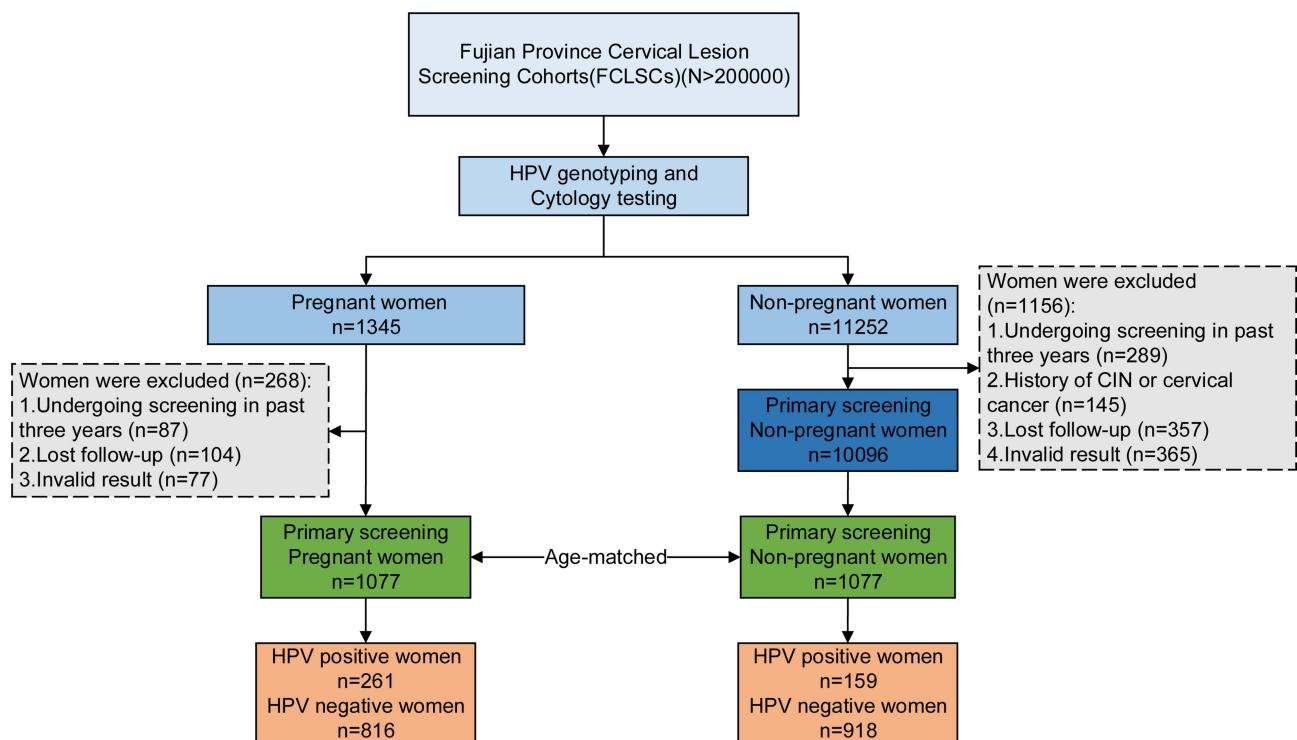 Fujian Province Cervical Lesion
Screening Cohorts(FCLSCs)(N>200000)
HPV genotyping and
Cytology testing
Pregnant women
n=1345
Non-pregnant women
n=11252
Women were excluded
(n=1156):
1.Undergoing screening in past
three years (n=289)
2.History of CIN or cervical
cancer (n=145)
3.Lost follow-up (n=357)
4.Invalid result (n=365)
Women were excluded (n=268):
1.Undergoing screening in past
three years (n=87)
2.Lost follow-up (n=104)
3.Invalid result (n=77)
Primary screening
Non-pregnant women
n=10096
Primary screening
Pregnant women
n=1077
Age-matched
Primary screening
Non-pregnant women
n=1077
HPV positive women
n=261
HPV negative women
n=816
HPV positive women
n=159
HPV negative women
n=918